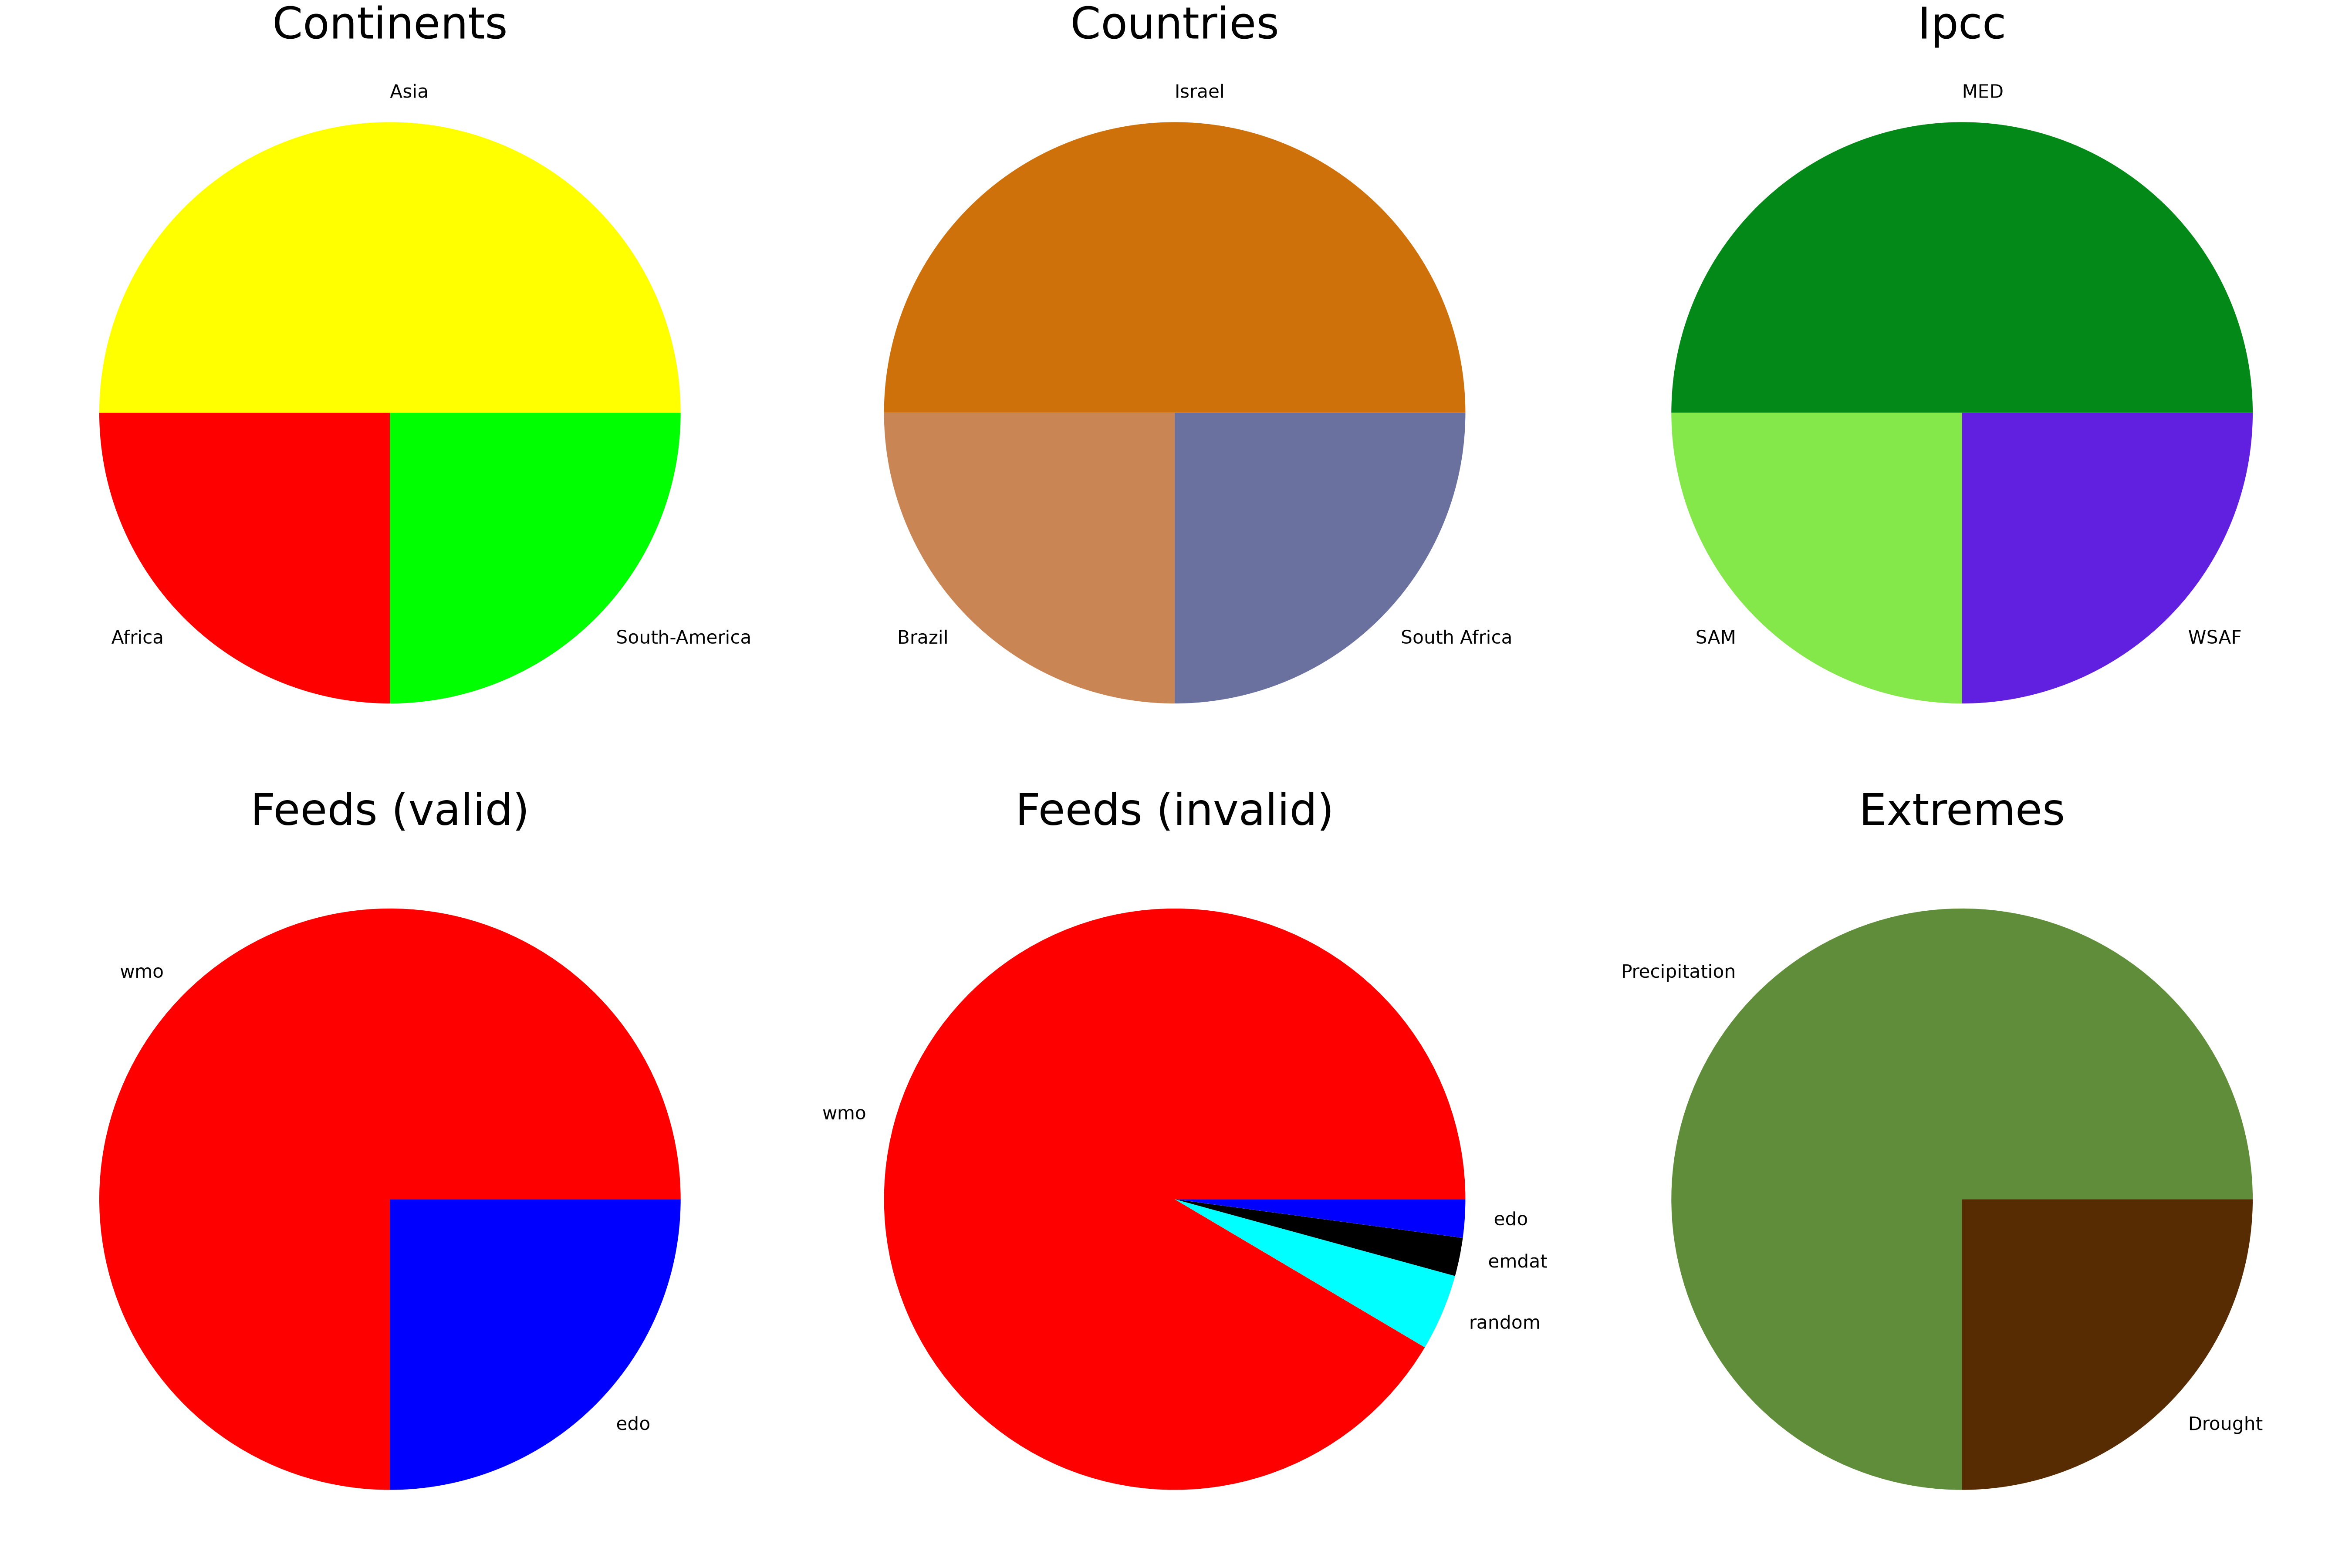 Continents
Asia
Africa
South-America
Countries
Israel
Brazil
South Africa
Ipcc
MED
SAM
WSAF
Feeds (valid)
wmo
edo
Feeds (invalid)
wmo
edo
emdat
random
Extremes
Precipitation
Drought